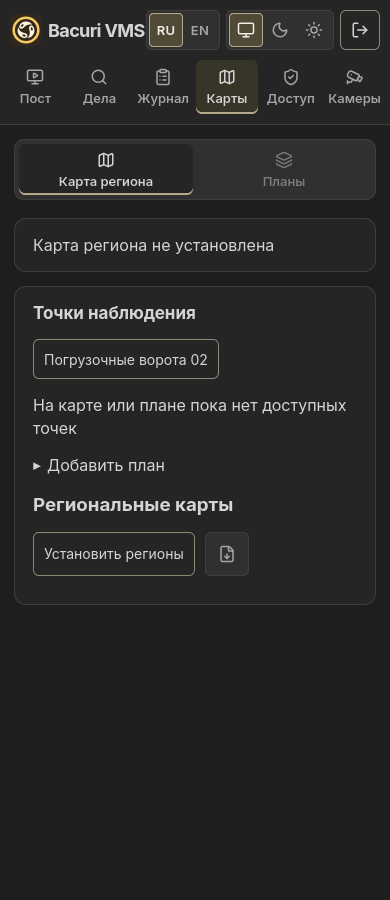 Bacuri VMS
RU
EN
Пост
Дела
Журнал
Карты
Доступ
Камеры
Карта региона
Планы
Карта региона не установлена
Точки наблюдения
Погрузочные ворота 02
На карте или плане пока нет доступных
точек
Добавить план
Региональные карты
Установить регионы